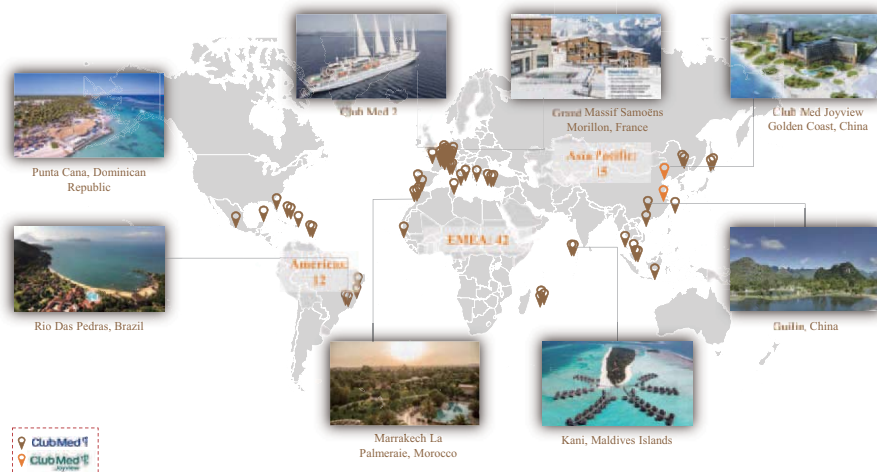 Club Med 2
Grand Massif Samoëns
Morillon, France
Club Med Joyview
Golden Coast, China
Punta Cana, Dominican
Republic
Asia Pacific:
15
EMEA: 42
Americas:
12
Rio Das Pedras, Brazil
Guilin, China
Marrakech La
Palmeraie, Morocco
Kani, Maldives Islands
Club Med
Club Med
Joyview